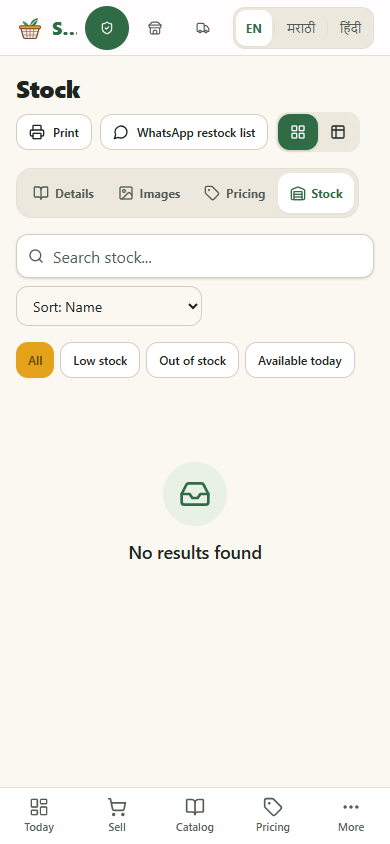 S... EN मराठी हिंदी
Stock
Print WhatsApp restock list
Details Images Pricing Stock
Search stock...
Sort: Name
All Low stock Out of stock Available today
No results found
Today Sell Catalog Pricing More